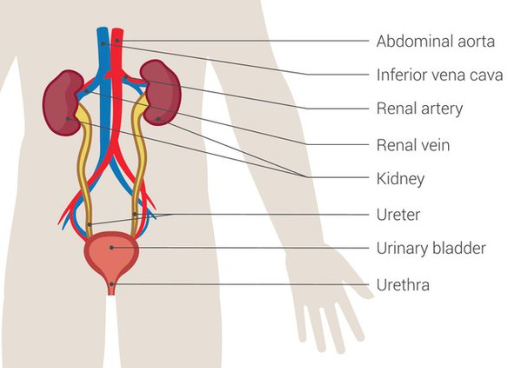 Abdominal aorta
Inferior vena cava
Renal artery
Renal vein
Kidney
Ureter
Urinary bladder
Urethra